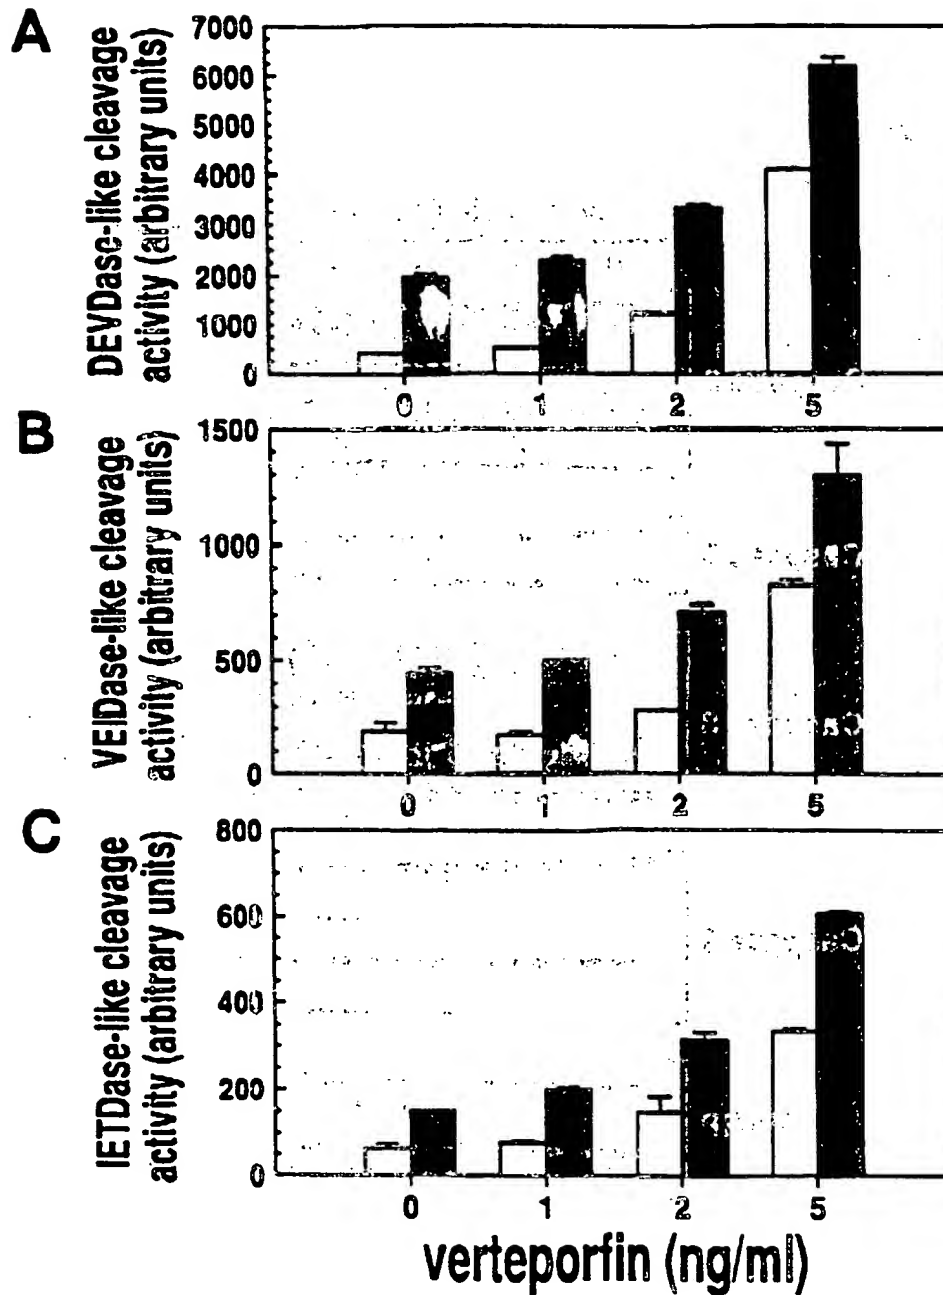 A
DEVDase-like cleavage
activity (arbitrary units)
7000
6000
5000
4000
3000
2000
1000
0
0 1 2 5
B
VEIDase-like cleavage
activity (arbitrary units)
1500
1000
500
0
0 1 2 5
C
IETDase-like cleavage
activity (arbitrary units)
800
600
400
200
0
0 1 2 5
verteporfin (ng/ml)